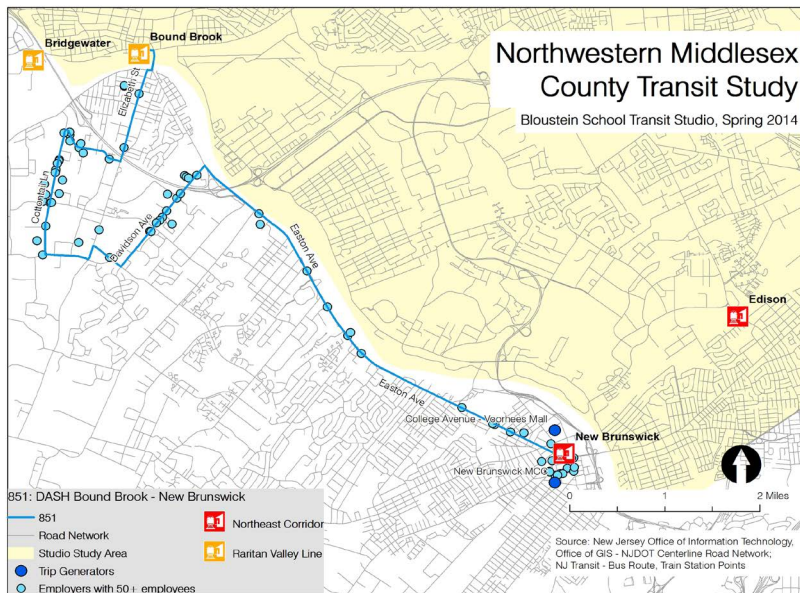 Bridgewater
Bound Brook
Northwestern Middlesex
County Transit Study
Bloustein School Transit Studio, Spring 2014
Elizabeth St
Cottontail Ln
Davidson Ave
Easton Ave
Edison
Easton Ave
College Avenue - Voorhees Mall
New Brunswick
New Brunswick MCC
0 1 2 Miles
851: DASH Bound Brook - New Brunswick
851
Road Network
Studio Study Area
Trip Generators
Employers with 50+ employees
Northeast Corridor
Raritan Valley Line
Source: New Jersey Office of Information Technology,
Office of GIS - NJDOT Centerline Road Network;
NJ Transit - Bus Route, Train Station Points